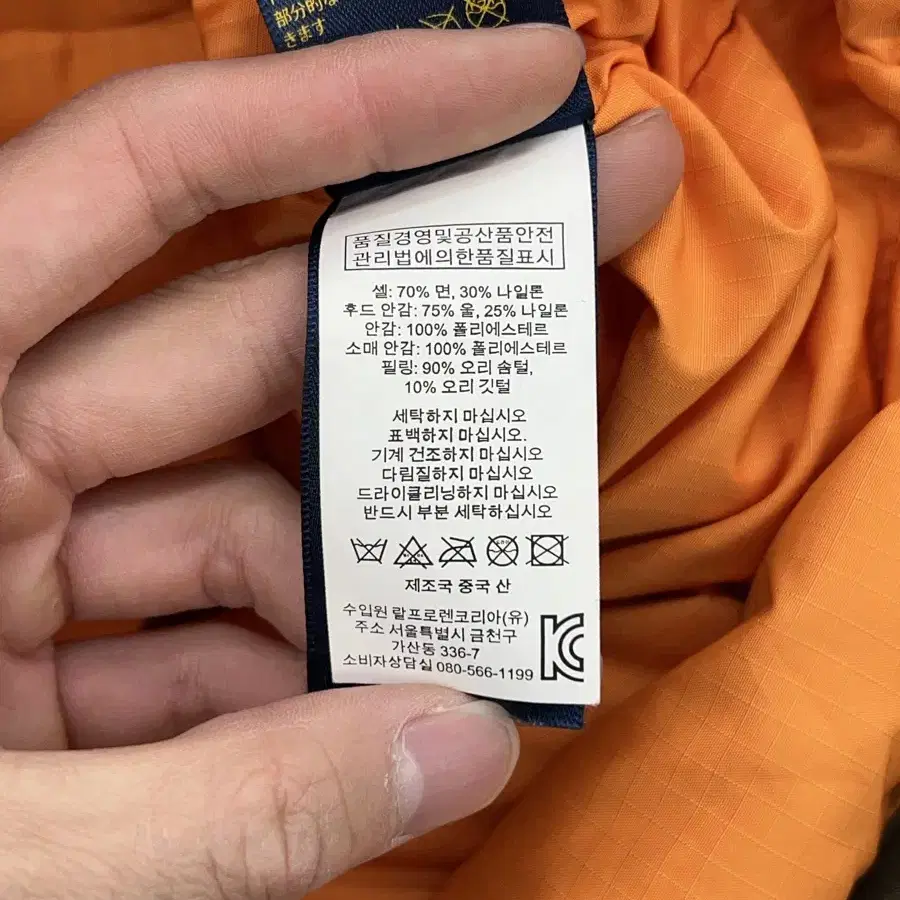 部分的な
きます
품질경영및공산품안전
관리법에의한품질표시
셀: 70% 면, 30% 나일론
후드 안감: 75% 울, 25% 나일론
안감: 100% 폴리에스테르
소매 안감: 100% 폴리에스테르
필링: 90% 오리 솜털,
10% 오리 깃털
세탁하지 마십시오
표백하지 마십시오.
기계 건조하지 마십시오
다림질하지 마십시오
드라이클리닝하지 마십시오
반드시 부분 세탁하십시오
제조국 중국 산
수입원 랄프로렌코리아(유)
주소 서울특별시 금천구
가산동 336-7
소비자상담실 080-566-1199